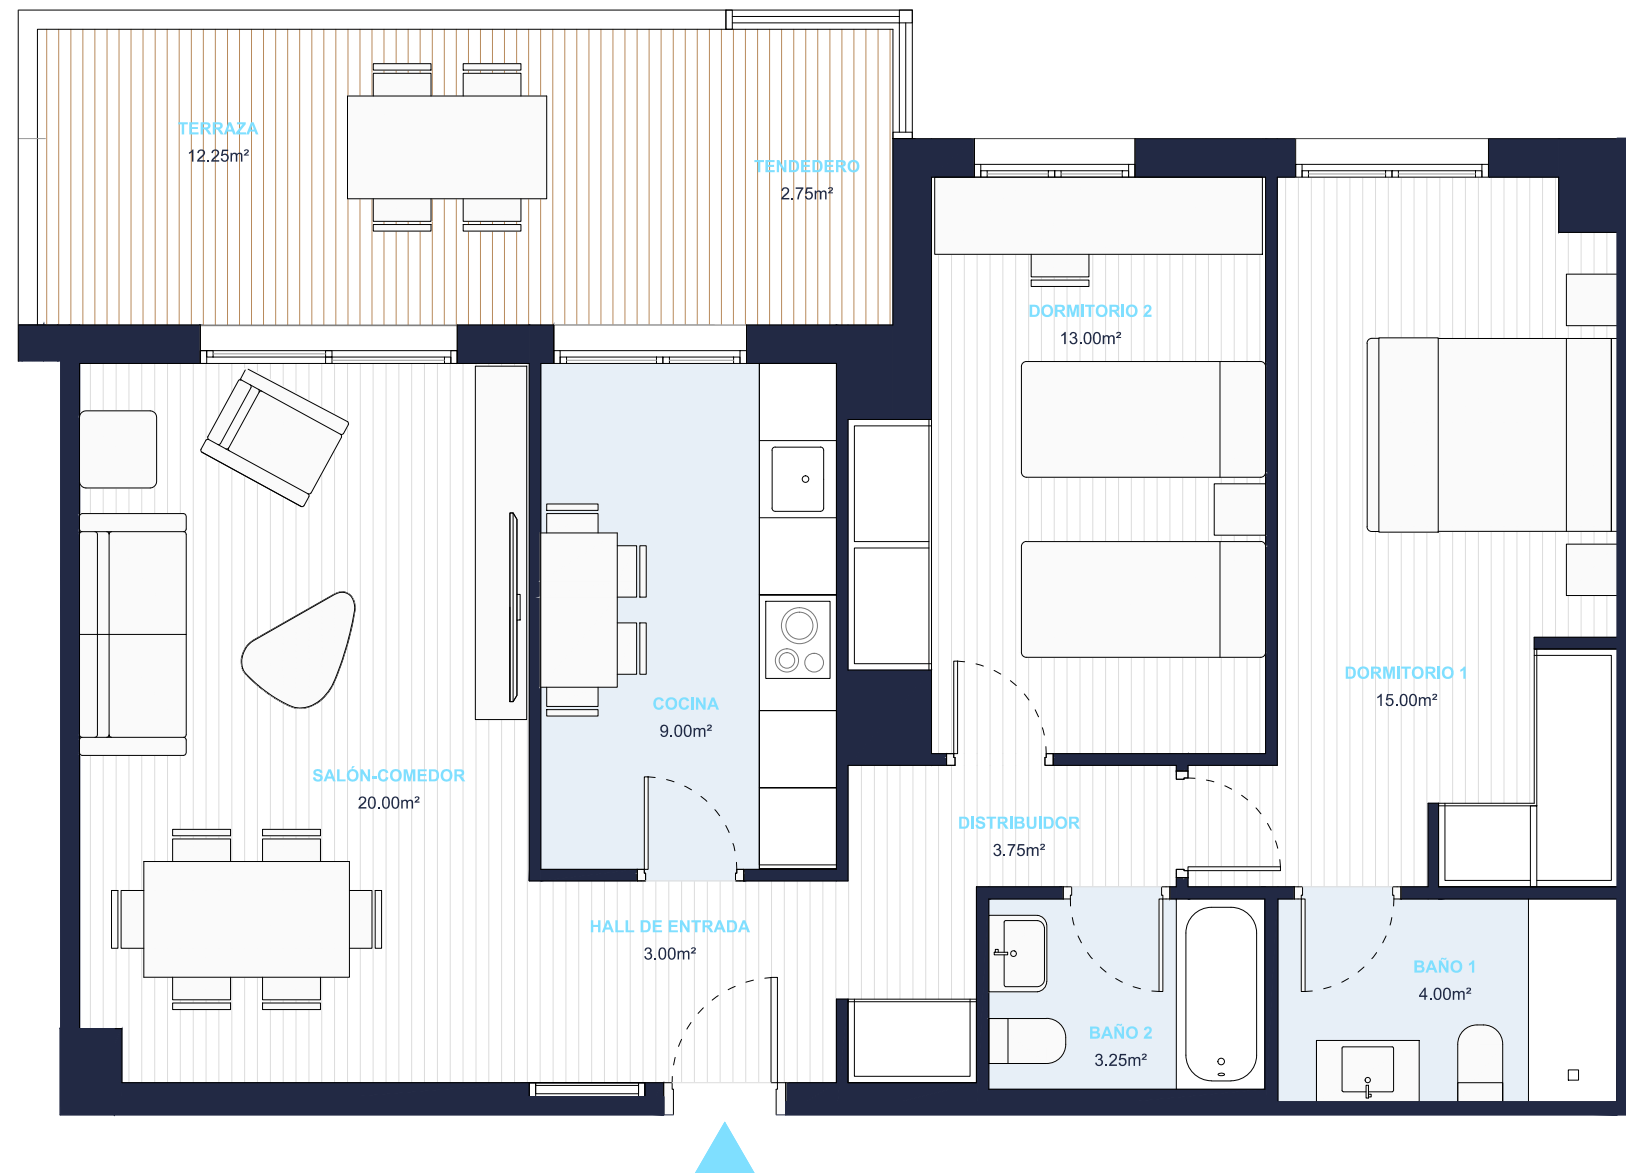 TERRAZA
12.25m²
TENDEDERO
2.75m²
DORMITORIO 2
13.00m²
DORMITORIO 1
15.00m²
COCINA
9.00m²
SALÓN-COMEDOR
20.00m²
DISTRIBUIDOR
3.75m²
HALL DE ENTRADA
3.00m²
BAÑO 1
4.00m²
BAÑO 2
3.25m²